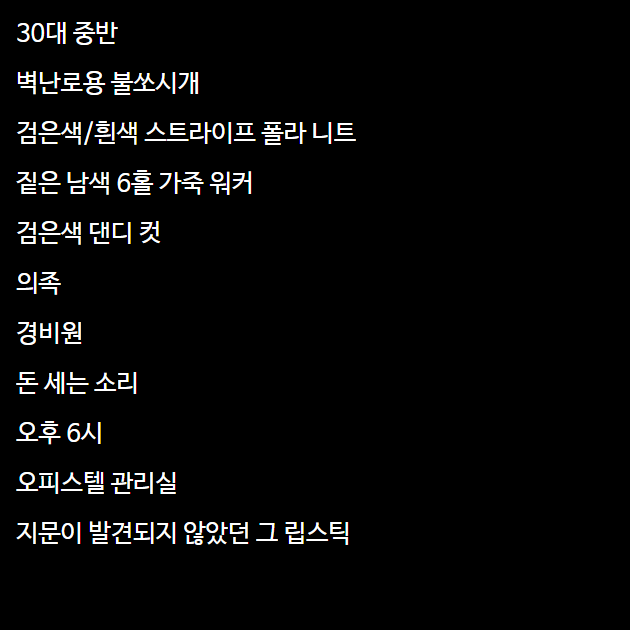 30대 중반
벽난로용 불쏘시개
검은색/흰색 스트라이프 폴라 니트
짙은 남색 6홀 가죽 워커
검은색 댄디 컷
의족
경비원
돈 세는 소리
오후 6시
오피스텔 관리실
지문이 발견되지 않았던 그 립스틱